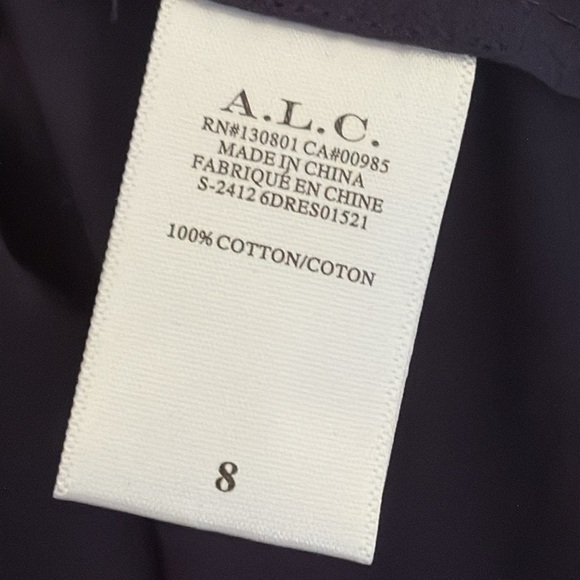 A.L.C.
RN#130801 CA#00985
MADE IN CHINA
FABRIQUÉ EN CHINE
S-2412 6DRES01521
100% COTTON/COTON
8